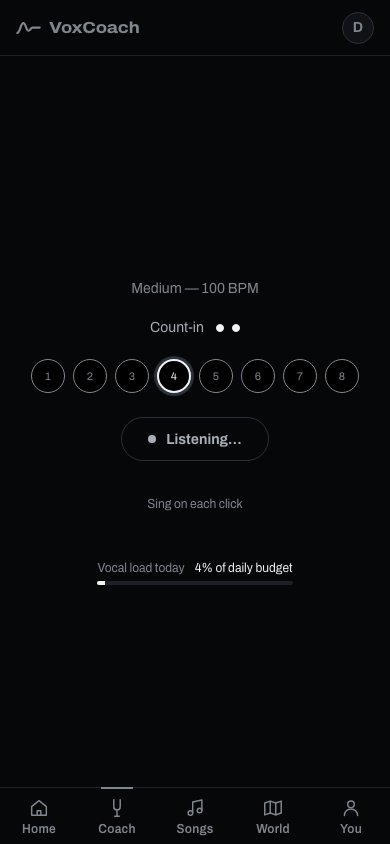 VoxCoach
D
Medium — 100 BPM
Count-in
1 2 3 4 5 6 7 8
Listening...
Sing on each click
Vocal load today 4% of daily budget
Home Coach Songs World You